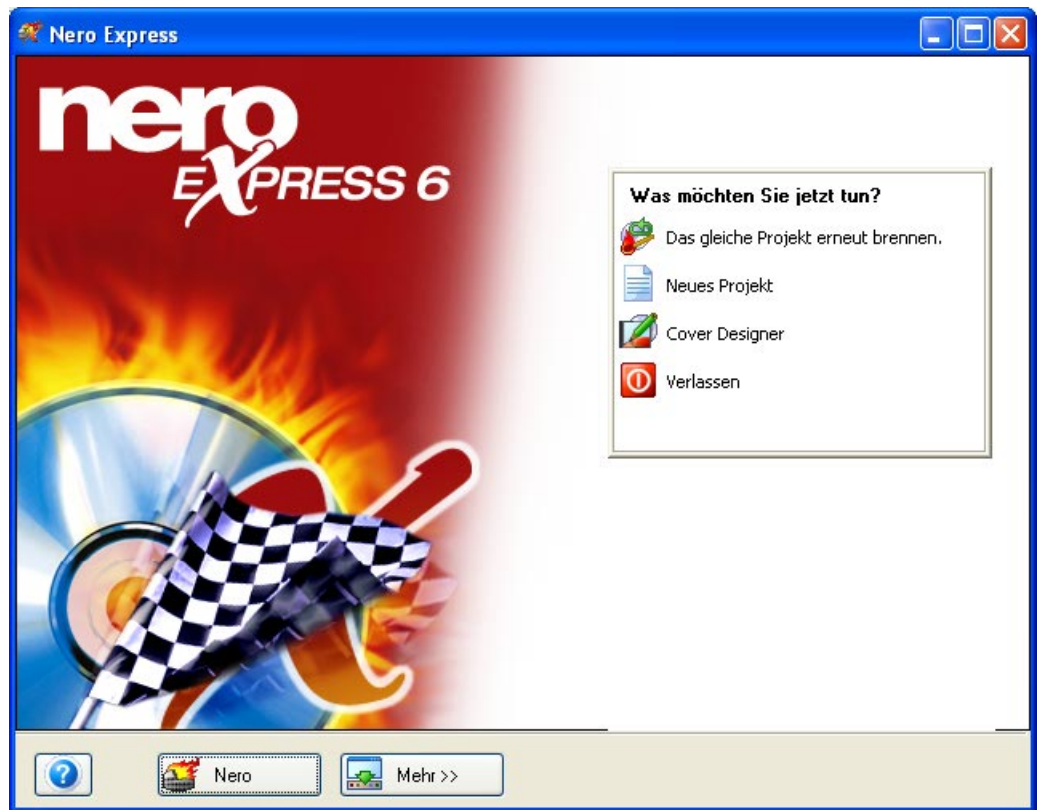 Nero Express
nero
EXPRESS 6
Was möchten Sie jetzt tun?
Das gleiche Projekt erneut brennen.
Neues Projekt
Cover Designer
Verlassen
?
Nero
Mehr >>